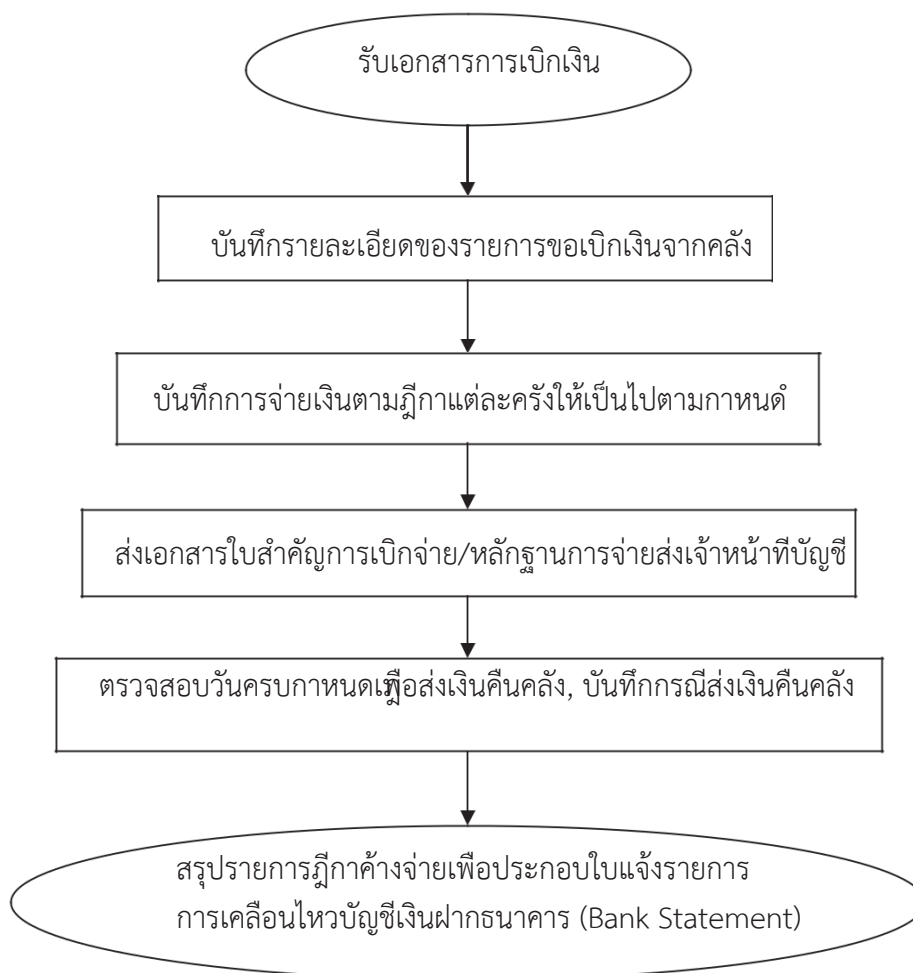 รับเอกสารการเบิกเงิน
บันทึกรายละเอียดของรายการขอเบิกเงินจากคลัง
บันทึกการจ่ายเงินตามฎีกาแต่ละครังให้เป็นไปตามกาหนดํ
ส่งเอกสารใบสำคัญการเบิกจ่าย/หลักฐานการจ่ายส่งเจ้าหน้าทีบัญชี
ตรวจสอบวันครบกาหนดเพือส่งเงินคืนคลัง, บันทึกกรณีส่งเงินคืนคลัง
สรุปรายการฎีกาค้างจ่ายเพือประกอบใบแจ้งรายการ
การเคลือนไหวบัญชีเงินฝากธนาคาร (Bank Statement)